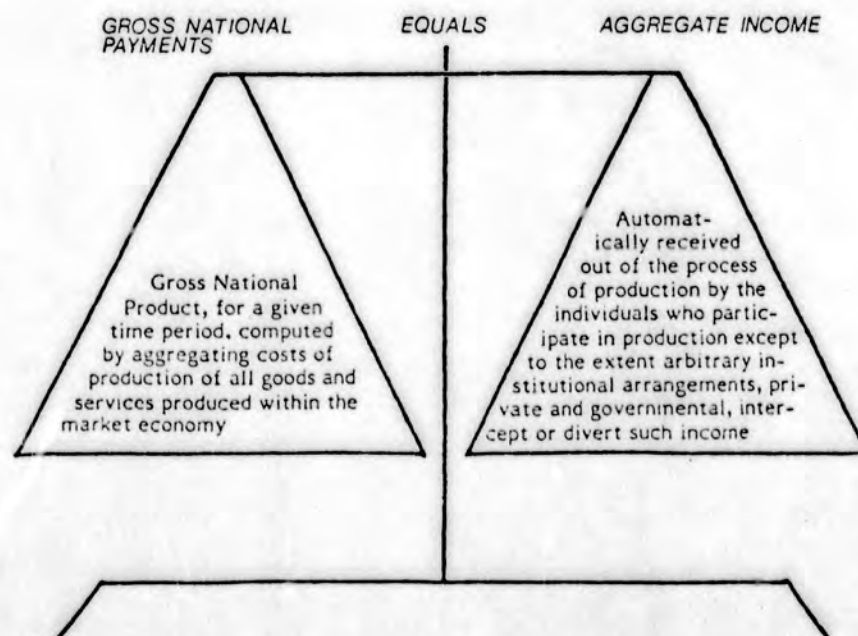 GROSS NATIONAL PAYMENTS
EQUALS
AGGREGATE INCOME
Gross National
Product, for a given
time period, computed
by aggregating costs of
production of all goods and
services produced within the
market economy
Automat-
ically received
out of the process
of production by the
individuals who partic-
ipate in production except
to the extent arbitrary in-
stitutional arrangements, pri-
vate and governmental, inter-
cept or divert such income